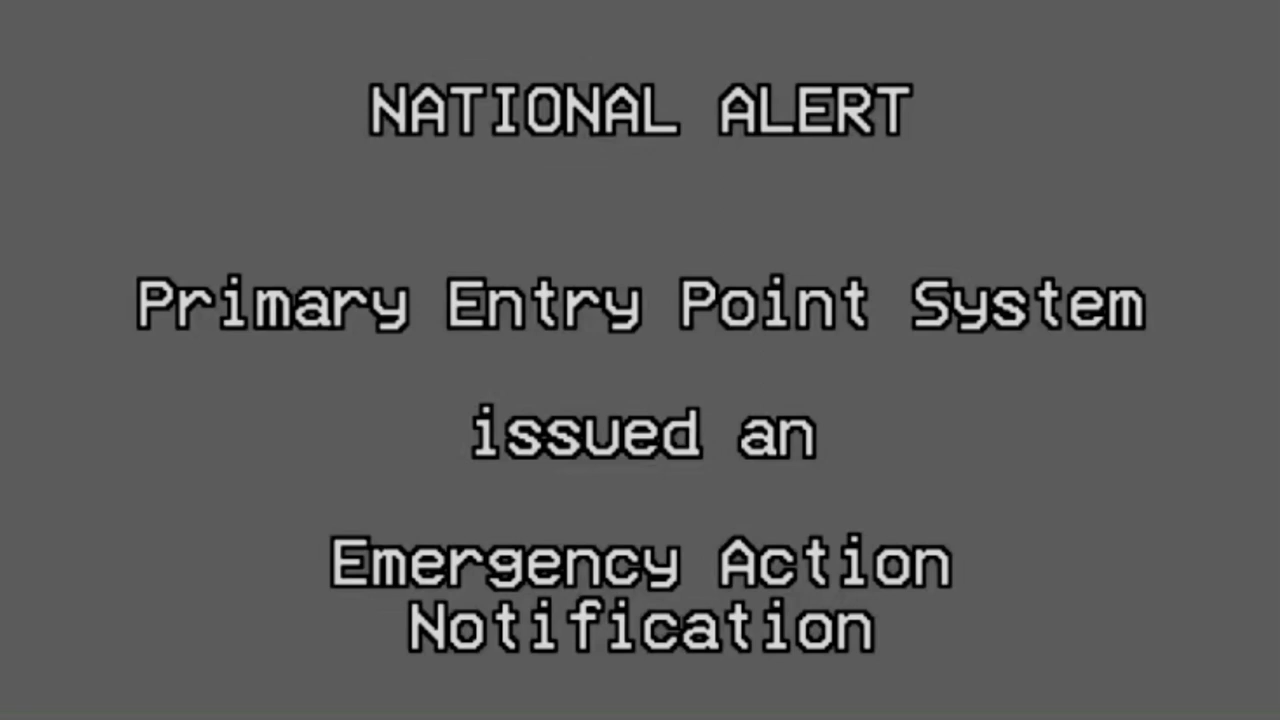 NATIONAL ALERT
Primary Entry Point System
issued an
Emergency Action
Notification